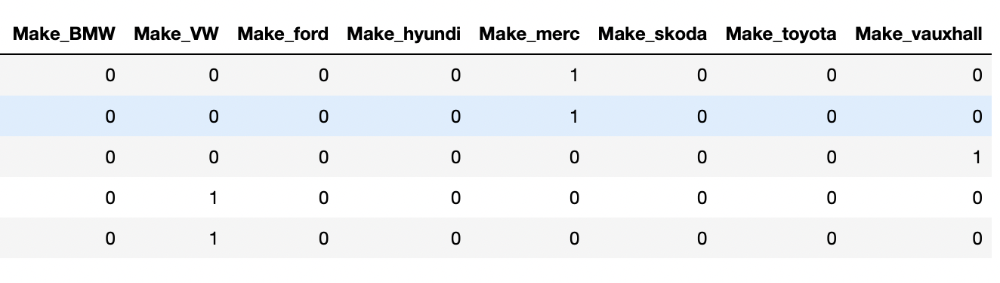 Make_BMW Make_VW Make_ford Make_hyundi Make_merc Make_skoda Make_toyota Make_vauxhall
0 0 0 0 1 0 0 0
0 0 0 0 1 0 0 0
0 0 0 0 0 0 0 1
0 1 0 0 0 0 0 0
0 1 0 0 0 0 0 0